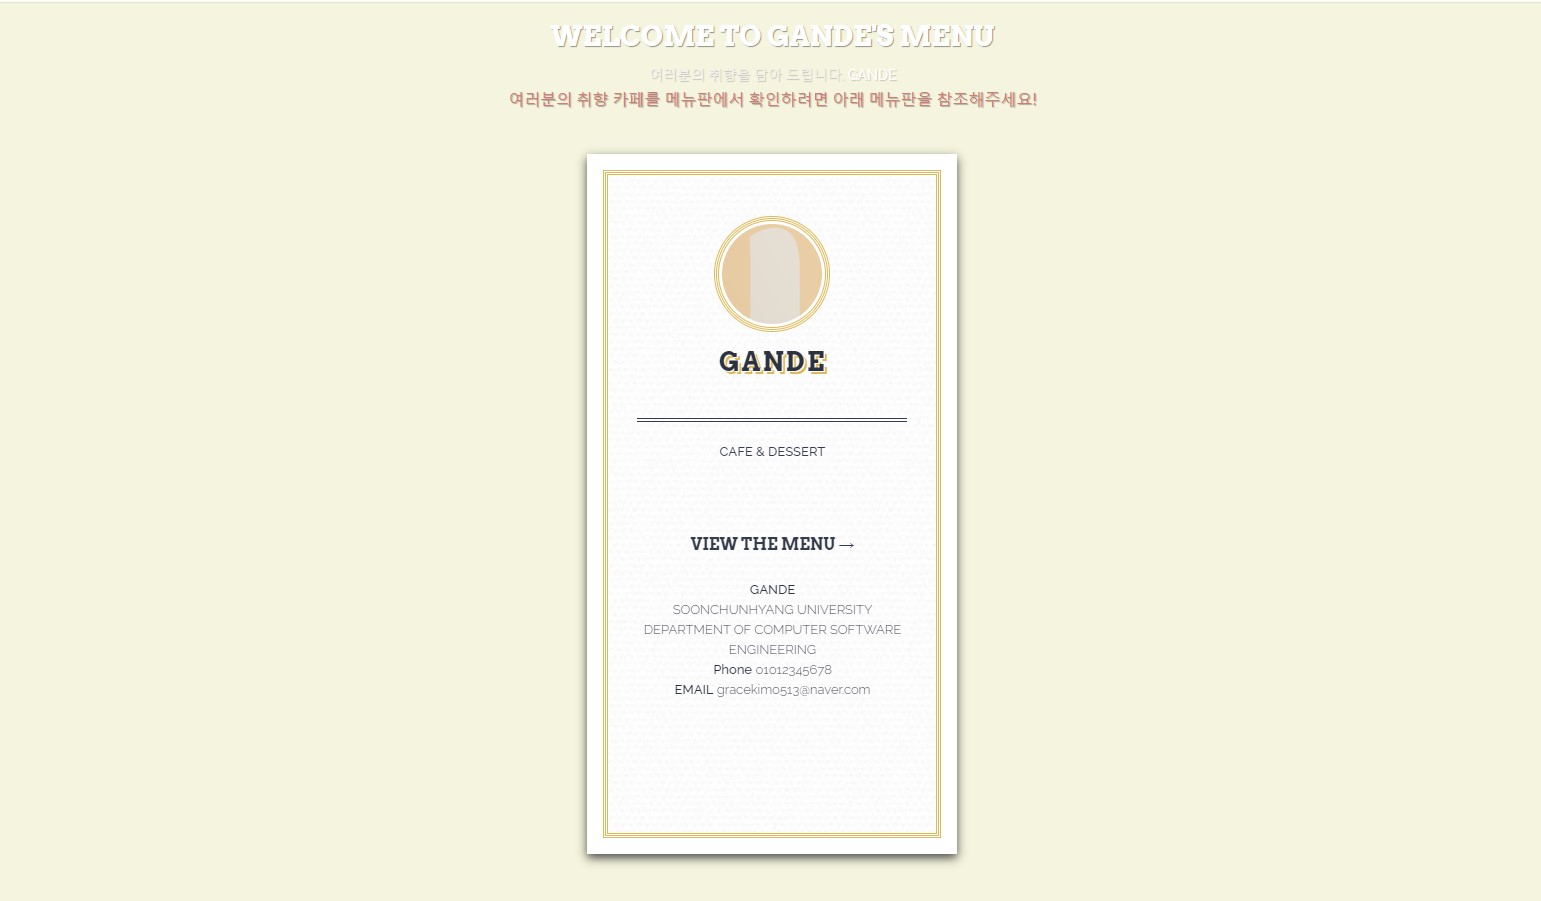 WELCOME TO GANDE'S MENU
여러분의 취향을 담아 드립니다. GANDE
여러분의 취향 카페를 메뉴판에서 확인하려면 아래 메뉴판을 참조해주세요!
GANDE
CAFE & DESSERT
VIEW THE MENU →
GANDE
SOONCHUNHYANG UNIVERSITY
DEPARTMENT OF COMPUTER SOFTWARE
ENGINEERING
Phone 01012345678
EMAIL gracekim0513@naver.com